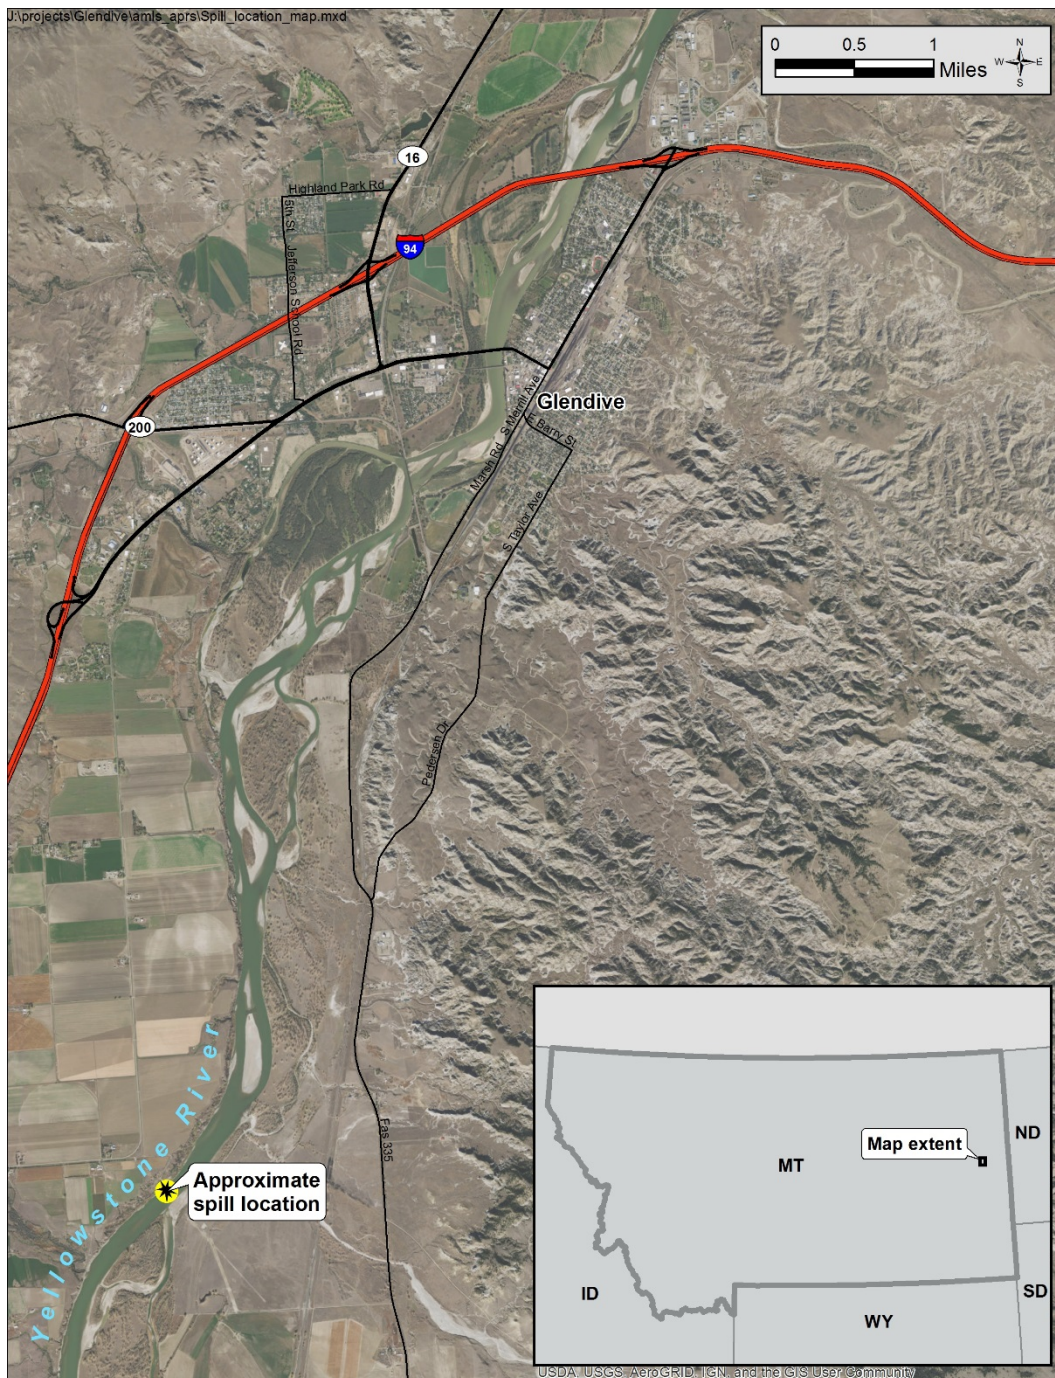 J:\projects\Glendive\amls_aprs\Spill_location_map.mxd
0 0.5 1
Miles
N
W E
S
16
Highland Park Rd
5th St
94
Jefferson School Rd
S Merrill Ave
Glendive
200
E Barry St
Marsh Rd
S Taylor Ave
Pedersen Dr
Yellowstone River
Fas 335
Approximate
spill location
Map extent
ND
MT
ID
SD
WY
USDA, USGS, AeroGRID, IGN, and the GIS User Community